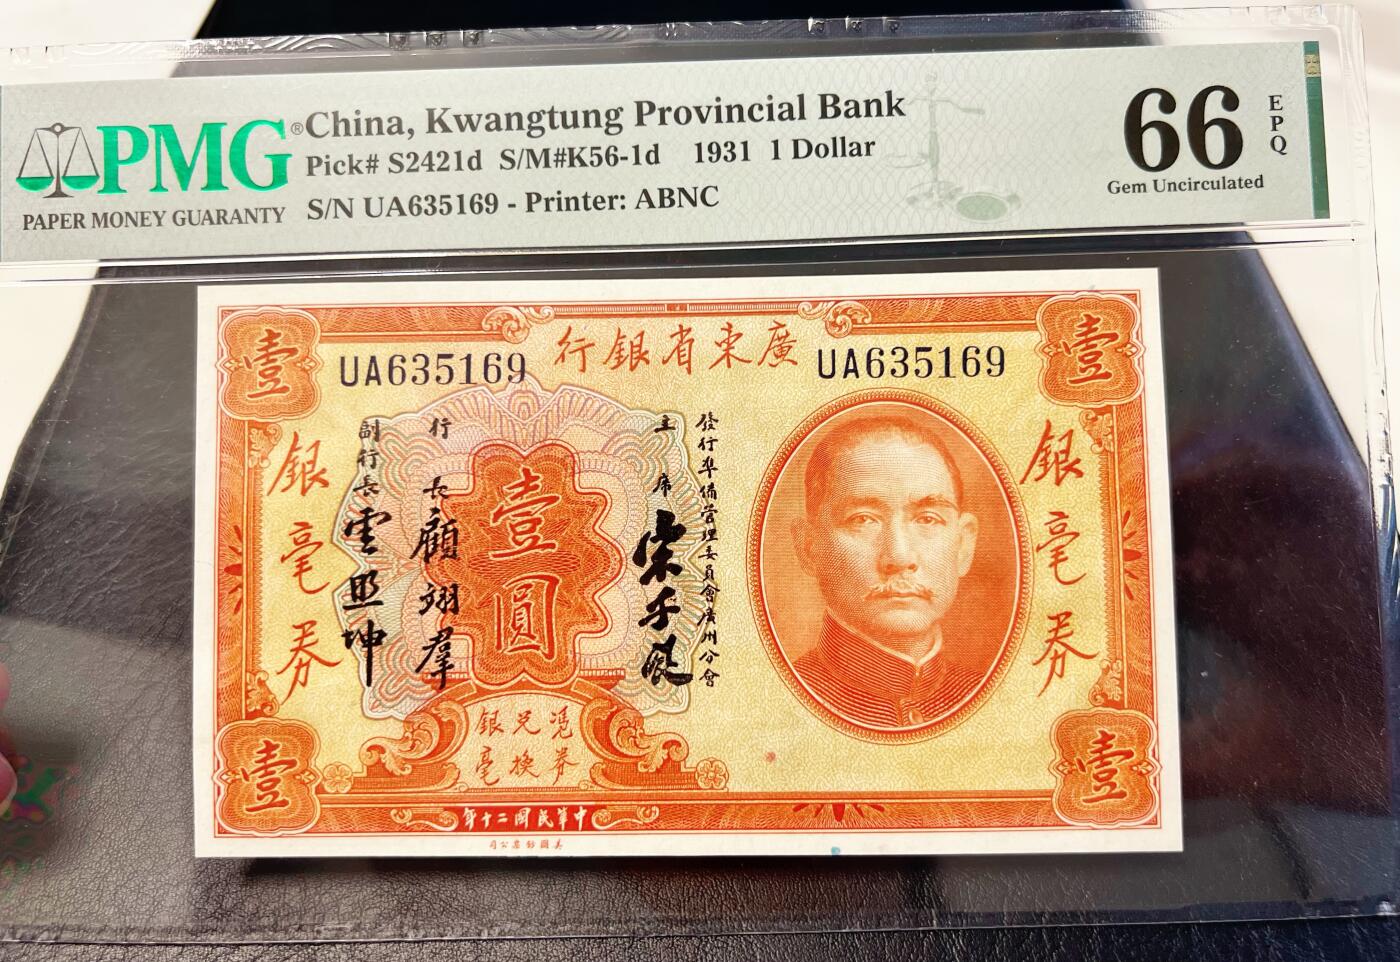 PMG®
PAPER MONEY GUARANTY
China, Kwangtung Provincial Bank
Pick# S2421d S/M#K56-1d 1931 1 Dollar
S/N UA635169 - Printer: ABNC
66
EPQ
Gem Uncirculated
壹
廣東省銀行
壹
UA635169
UA635169
銀毫券
發行準備管理委員會廣州分會
主席
宋子良
行長
顧翊羣
副行長
雲照坤
壹圓
銀毫券
憑券
兌換
銀毫
壹
中華民國二十年
壹
美國鈔票公司